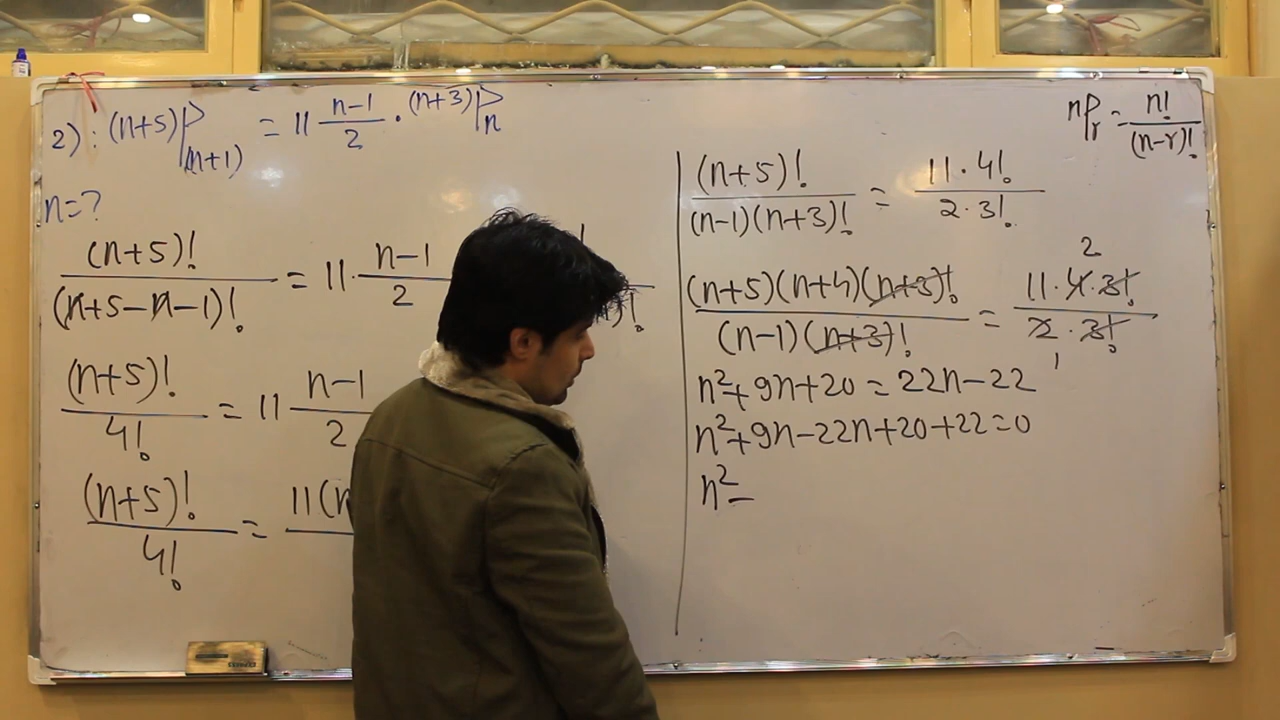 2): (n+5)P(n+1) = 11 n-1/2 · (n+3)Pn
n=?
(n+5)!/(n+5-n-1)! = 11· n-1/2
(n+5)!/4! = 11 n-1/2
(n+5)!/4! = 11(n
nPr = n!/(n-r)!
(n+5)!/(n-1)(n+3)! = 11·4!/2·3!
2
(n+5)(n+4)(n+3)!/(n-1)(n+3)! = 11·4·3!/2·3!
1
n²+9n+20=22n-22
n²+9n-22n+20+22=0
n²-